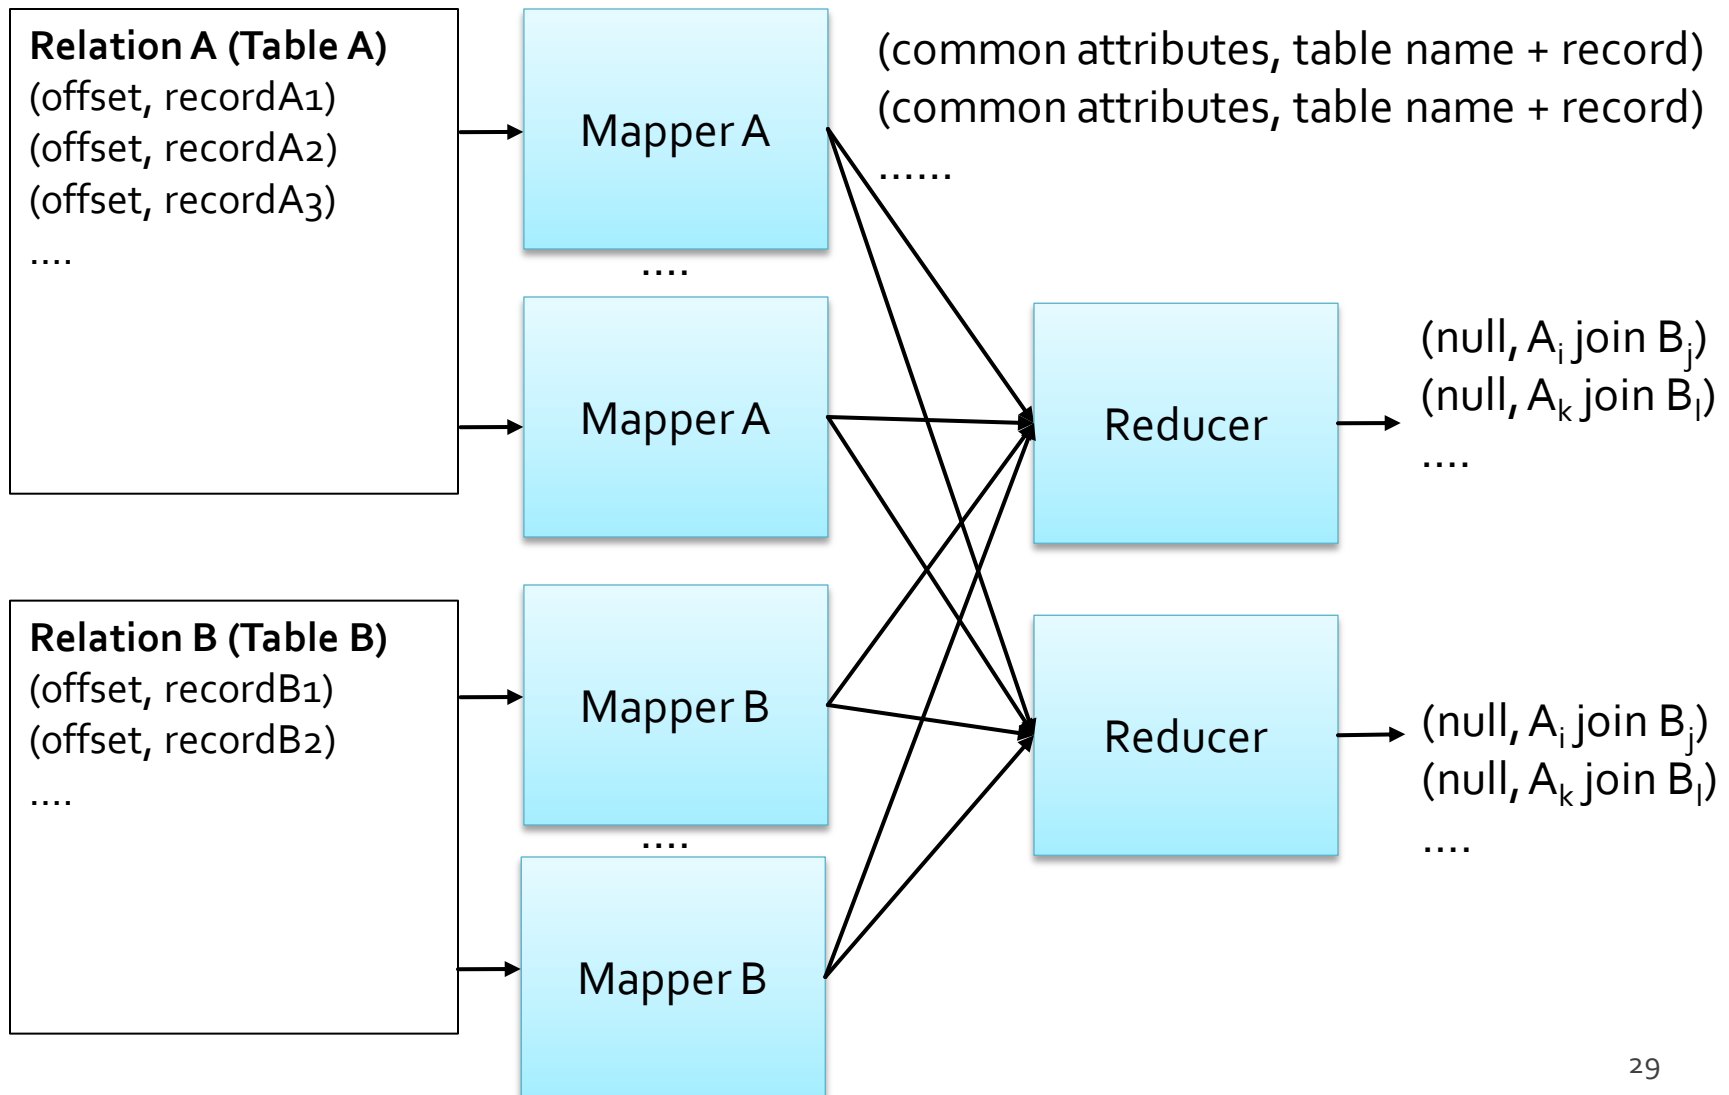 Relation A (Table A)
(offset, recordA1)
(offset, recordA2)
(offset, recordA3)
....
Mapper A
....
Mapper A
(common attributes, table name + record)
(common attributes, table name + record)
......
Relation B (Table B)
(offset, recordB1)
(offset, recordB2)
....
Mapper B
....
Mapper B
Reducer
(null, Ai join Bj)
(null, Ak join Bl)
....
Reducer
(null, Ai join Bj)
(null, Ak join Bl)
....
29